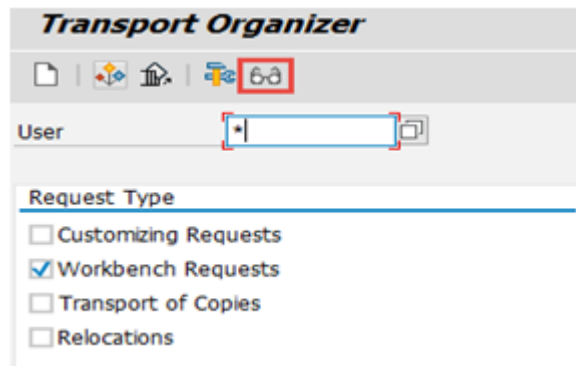 Transport Organizer
User *
Request Type
Customizing Requests
Workbench Requests
Transport of Copies
Relocations